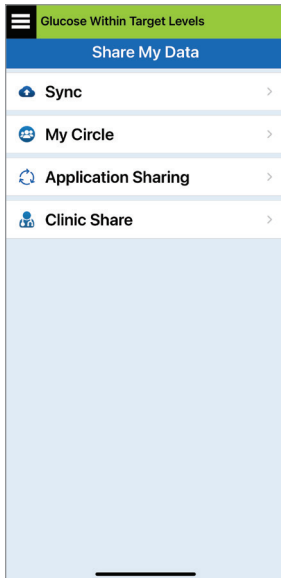 Glucose Within Target Levels
Share My Data
Sync
My Circle
Application Sharing
Clinic Share